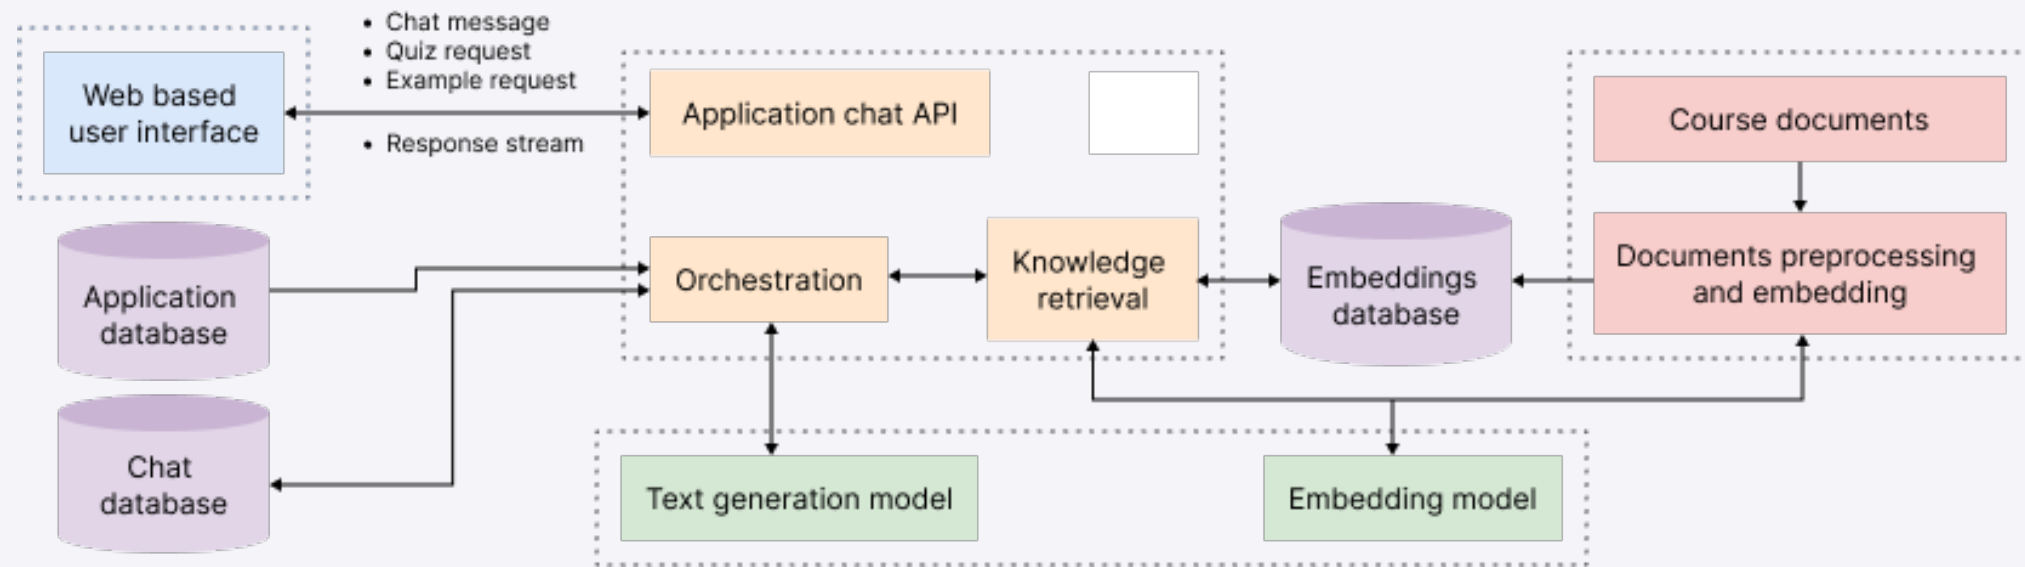 • Chat message
• Quiz request
• Example request
Web based
user interface
• Response stream
Application chat API
Course documents
Application
database
Orchestration
Knowledge
retrieval
Embeddings
database
Documents preprocessing
and embedding
Chat
database
Text generation model
Embedding model